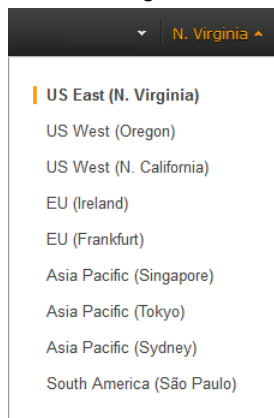 N. Virginia
US East (N. Virginia)
US West (Oregon)
US West (N. California)
EU (Ireland)
EU (Frankfurt)
Asia Pacific (Singapore)
Asia Pacific (Tokyo)
Asia Pacific (Sydney)
South America (São Paulo)